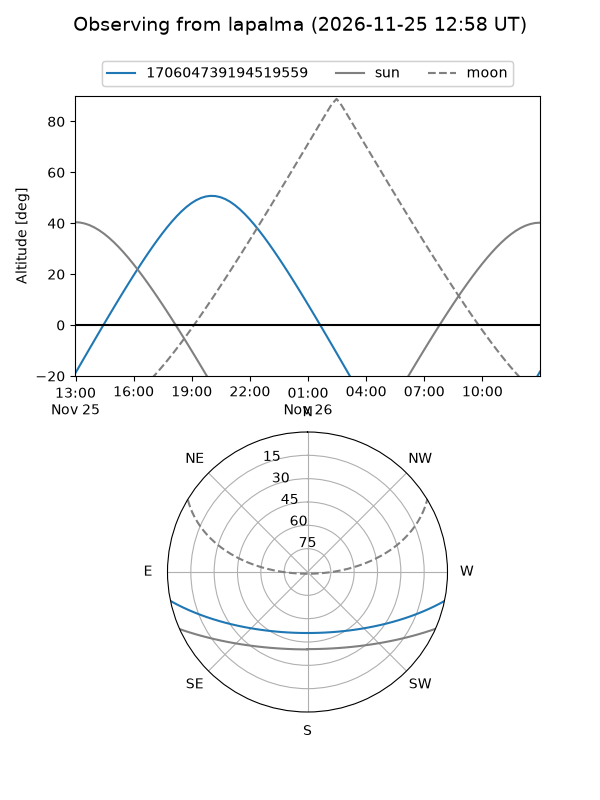 Observing from lapalma (2026-11-25 12:58 UT)
170604739194519559 sun moon
Altitude [deg]
80
60
40
20
0
−20
13:00 16:00 19:00 22:00 01:00 04:00 07:00 10:00
Nov 25 Nov 26
N
NE NW
15
30
45
60
75
E W
SE SW
S